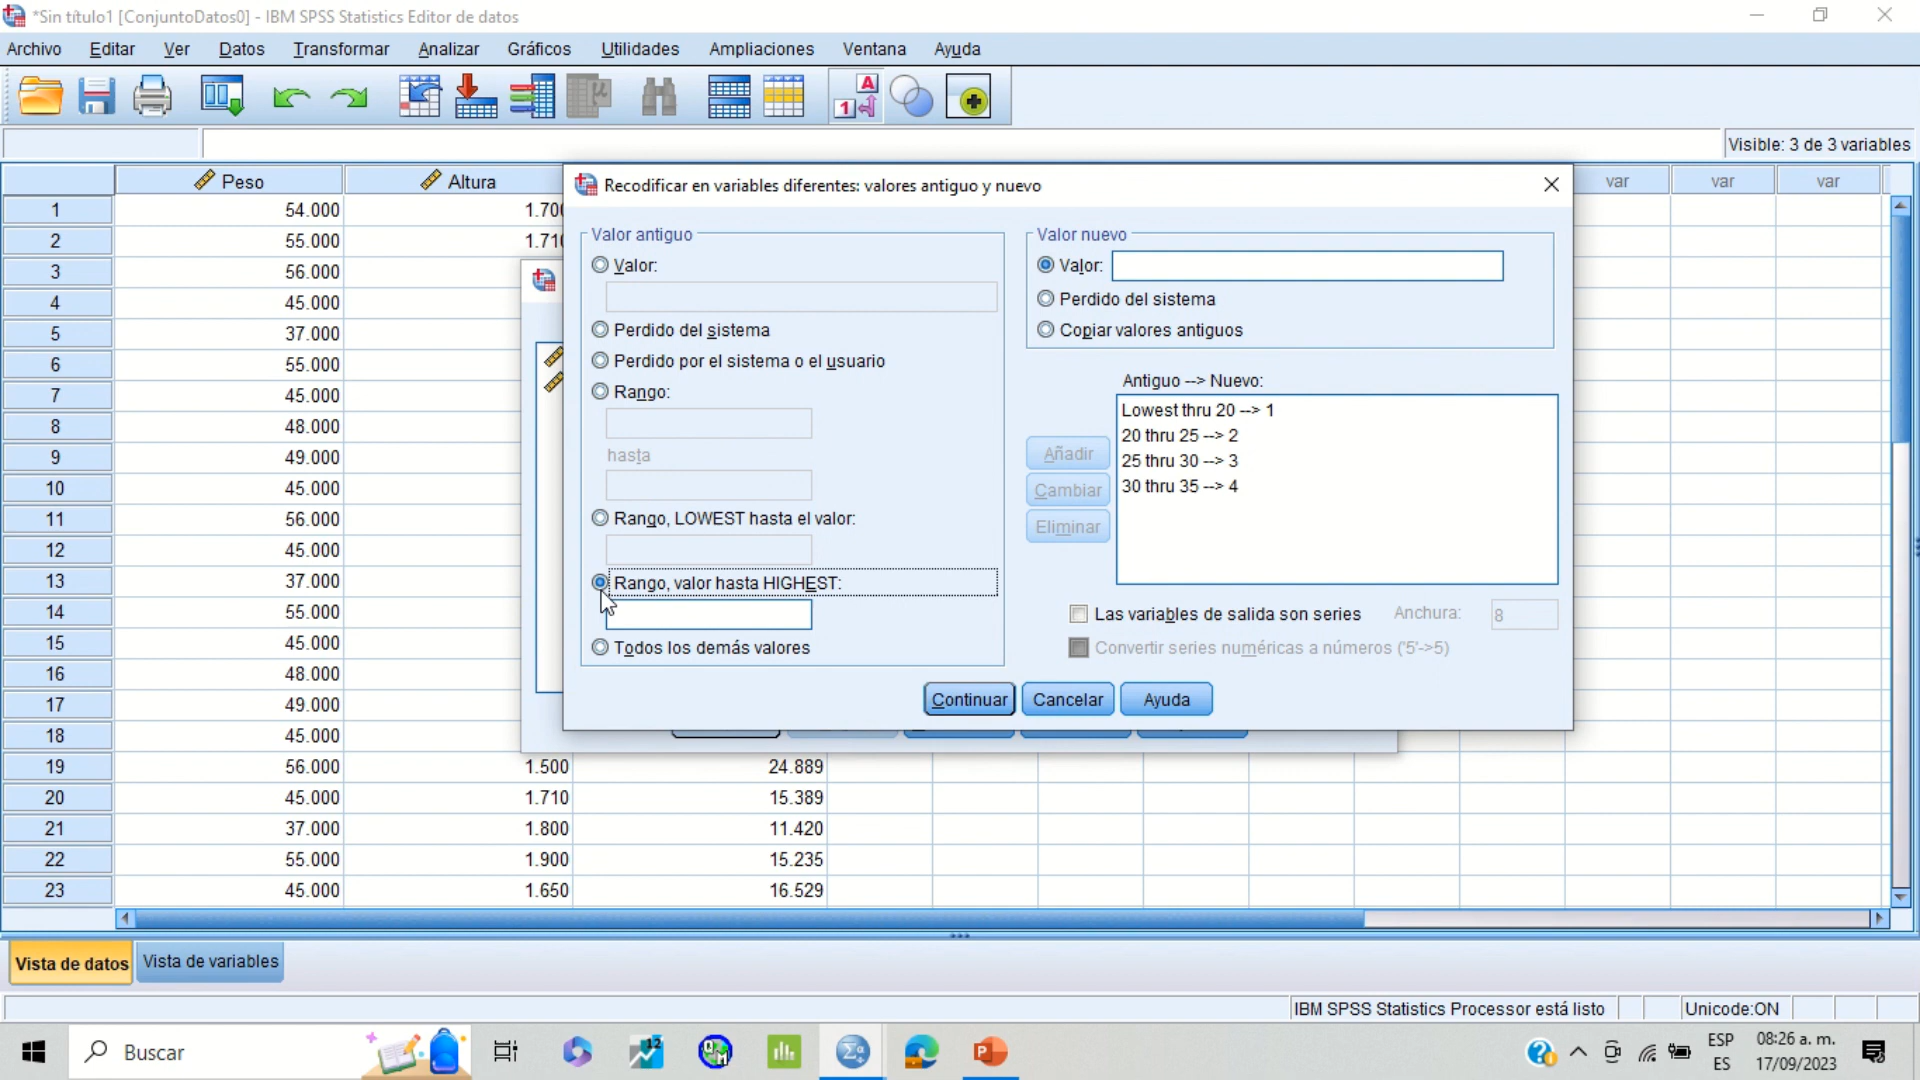 *Sin título1 [ConjuntoDatos0] - IBM SPSS Statistics Editor de datos
Archivo Editar Ver Datos Transformar Analizar Gráficos Utilidades Ampliaciones Ventana Ayuda
Visible: 3 de 3 variables
Peso Altura var var var
Recodificar en variables diferentes: valores antiguo y nuevo
Valor antiguo
Valor:
Perdido del sistema
Perdido por el sistema o el usuario
Rango:
hasta
Rango, LOWEST hasta el valor:
Rango, valor hasta HIGHEST:
Todos los demás valores
Valor nuevo
Valor:
Perdido del sistema
Copiar valores antiguos
Antiguo --> Nuevo:
Lowest thru 20 --> 1
20 thru 25 --> 2
25 thru 30 --> 3
30 thru 35 --> 4
Añadir
Cambiar
Eliminar
Las variables de salida son series Anchura: 8
Convertir series numéricas a números ('5'->5)
Continuar Cancelar Ayuda
1 54.000 1.700
2 55.000 1.710
3 56.000
4 45.000
5 37.000
6 55.000
7 45.000
8 48.000
9 49.000
10 45.000
11 56.000
12 45.000
13 37.000
14 55.000
15 45.000
16 48.000
17 49.000
18 45.000
19 56.000 1.500 24.889
20 45.000 1.710 15.389
21 37.000 1.800 11.420
22 55.000 1.900 15.235
23 45.000 1.650 16.529
Vista de datos Vista de variables
IBM SPSS Statistics Processor está listo Unicode:ON
Buscar
12
ESP
ES
08:26 a. m.
17/09/2023